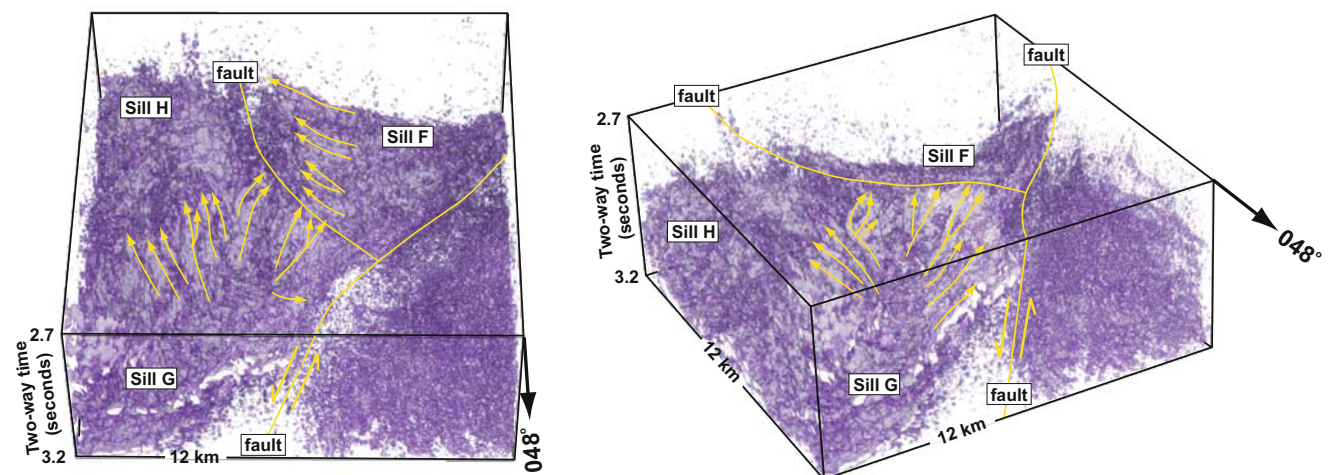 fault
Sill H
Sill F
2.7
Two-way time
(seconds)
Sill G
fault
3.2
12 km
048°
fault
fault
2.7
Sill F
Two-way time
(seconds)
Sill H
3.2
048°
12 km
Sill G
fault
12 km